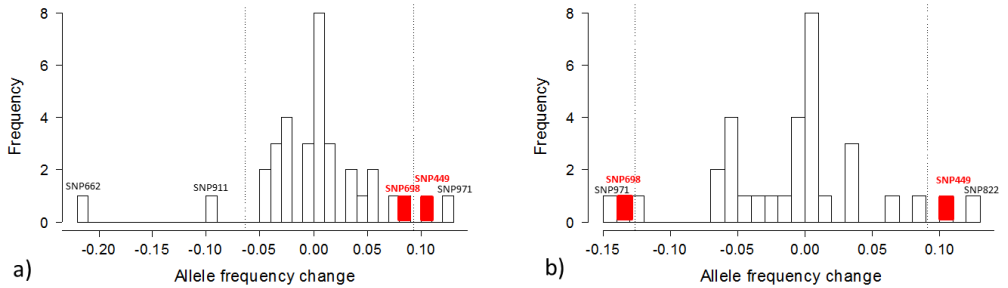 8
6
4
2
0
Frequency
SNP662
SNP911
SNP698
SNP449
SNP971
-0.20
-0.10
-0.05
0.00
0.05
0.10
Allele frequency change
a)
8
6
4
2
0
Frequency
SNP698
SNP971
SNP449
SNP822
-0.15
-0.10
-0.05
0.00
0.05
0.10
Allele frequency change
b)